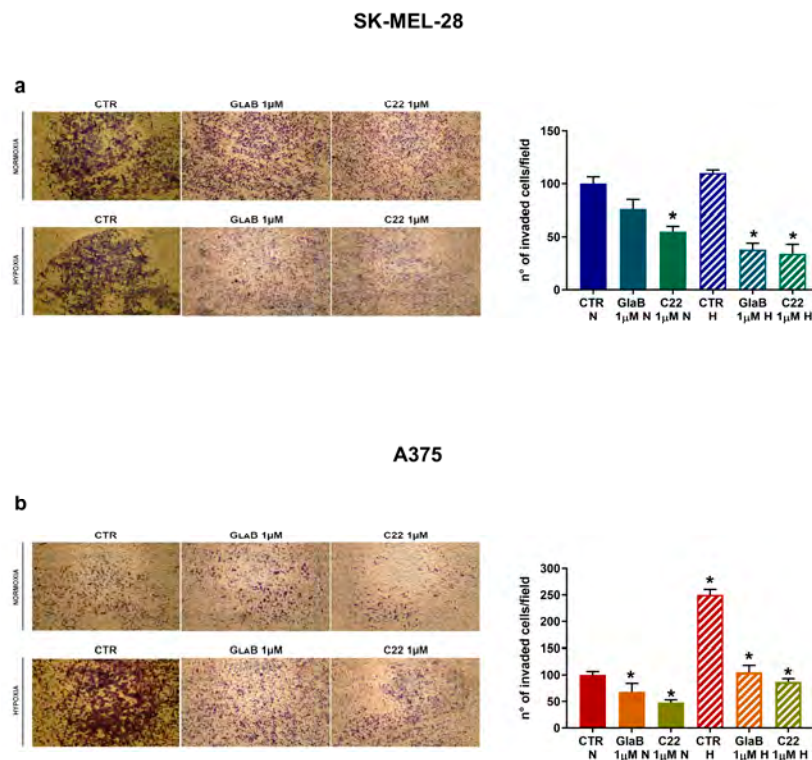 SK-MEL-28
a
CTR GLAB 1µM C22 1µM
NORMOXIA
HYPOXIA
CTR GLAB 1µM C22 1µM
n° of invaded cells/field
150
100
50
0
*
* *
CTR GlaB C22 CTR GlaB C22
N 1µM N 1µM N H 1µM H 1µM H
A375
b
CTR GLAB 1µM C22 1µM
NORMOXIA
HYPOXIA
CTR GLAB 1µM C22 1µM
n° of invaded cells/field
300
250
200
150
100
50
0
*
* *
* *
CTR GlaB C22 CTR GlaB C22
N 1µM N 1µM N H 1µM H 1µM H